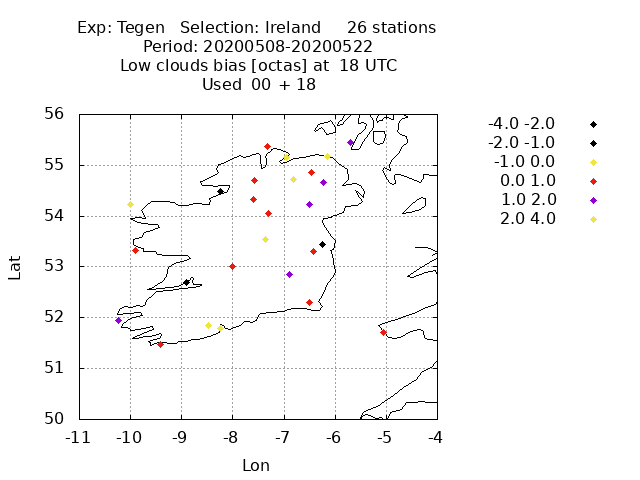 Exp: Tegen Selection: Ireland 26 stations
Period: 20200508-20200522
Low clouds bias [octas] at 18 UTC
Used 00 + 18
56
55
54
53
52
51
50
-11 -10 -9 -8 -7 -6 -5 -4
Lat
Lon
-4.0 -2.0
-2.0 -1.0
-1.0 0.0
0.0 1.0
1.0 2.0
2.0 4.0